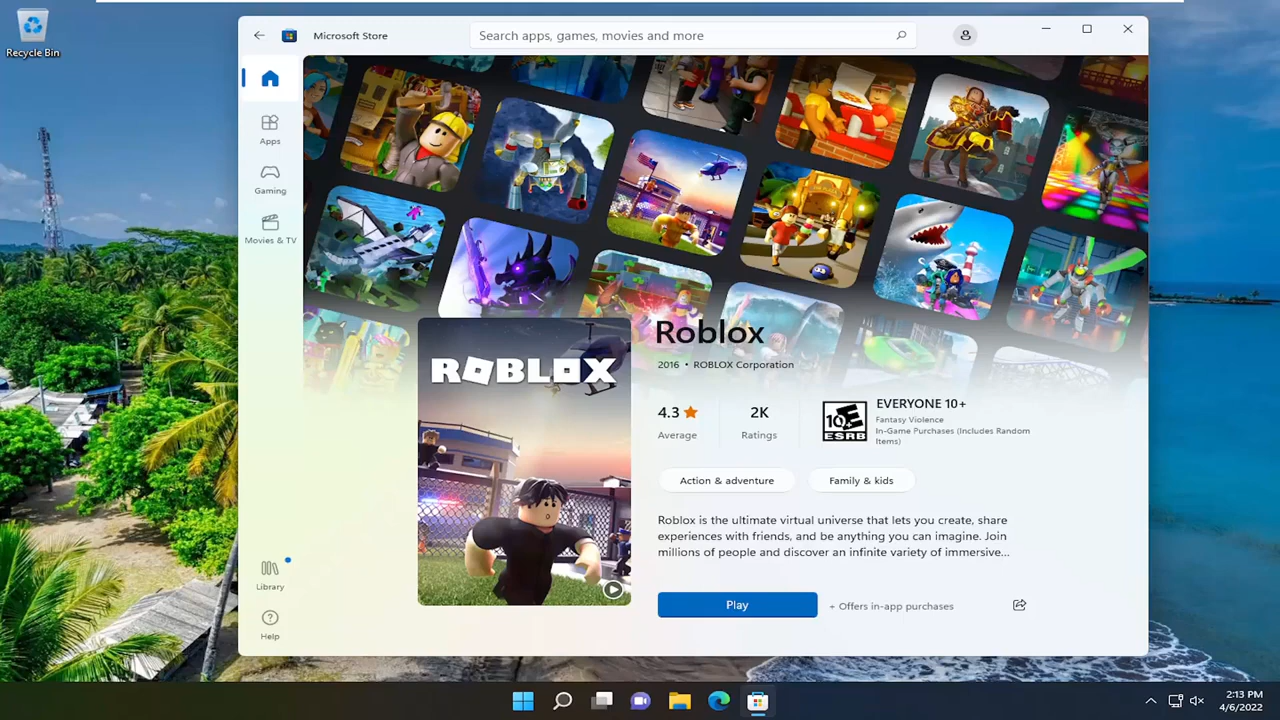 Recycle Bin
Microsoft Store
Search apps, games, movies and more
Apps
Gaming
Movies & TV
Library
Help
ROBLOX
Roblox
2016 • ROBLOX Corporation
4.3
Average
2K
Ratings
10+
ESRB
EVERYONE 10+
Fantasy Violence
In-Game Purchases (Includes Random
Items)
Action & adventure
Family & kids
Roblox is the ultimate virtual universe that lets you create, share
experiences with friends, and be anything you can imagine. Join
millions of people and discover an infinite variety of immersive...
Play
+ Offers in-app purchases
2:13 PM
4/6/2022